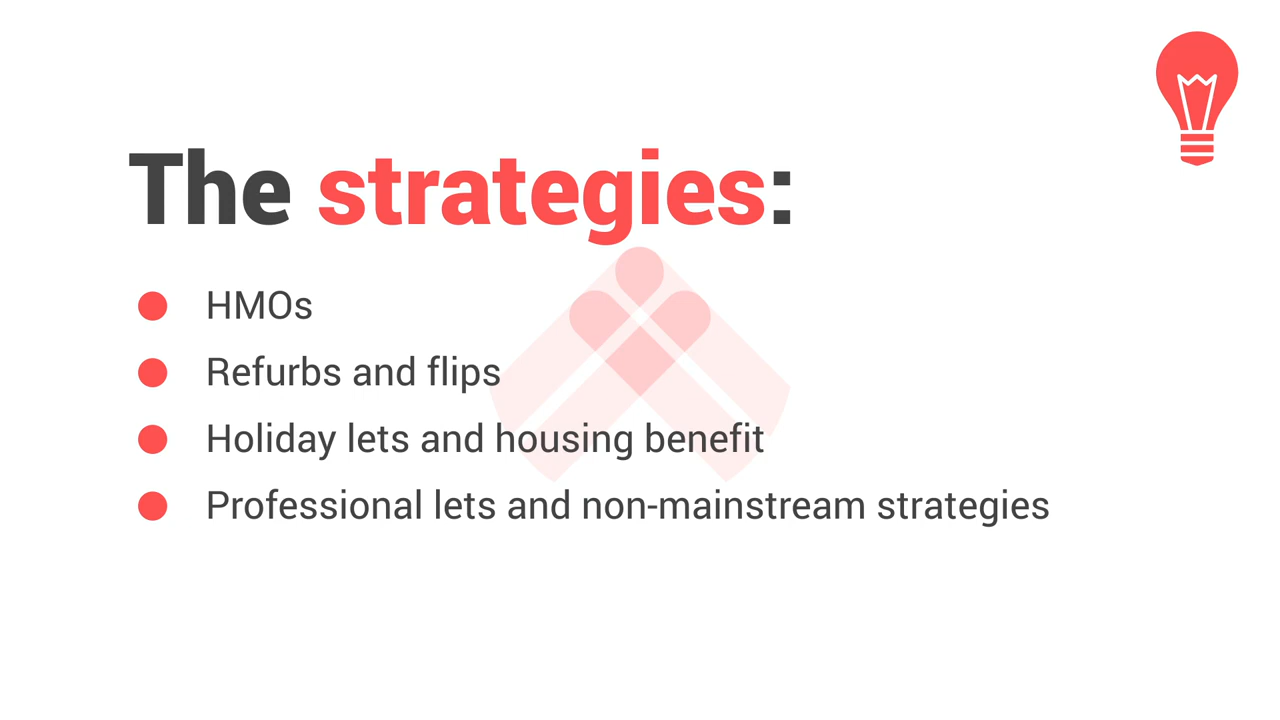 The strategies:
HMOs
Refurbs and flips
Holiday lets and housing benefit
Professional lets and non-mainstream strategies